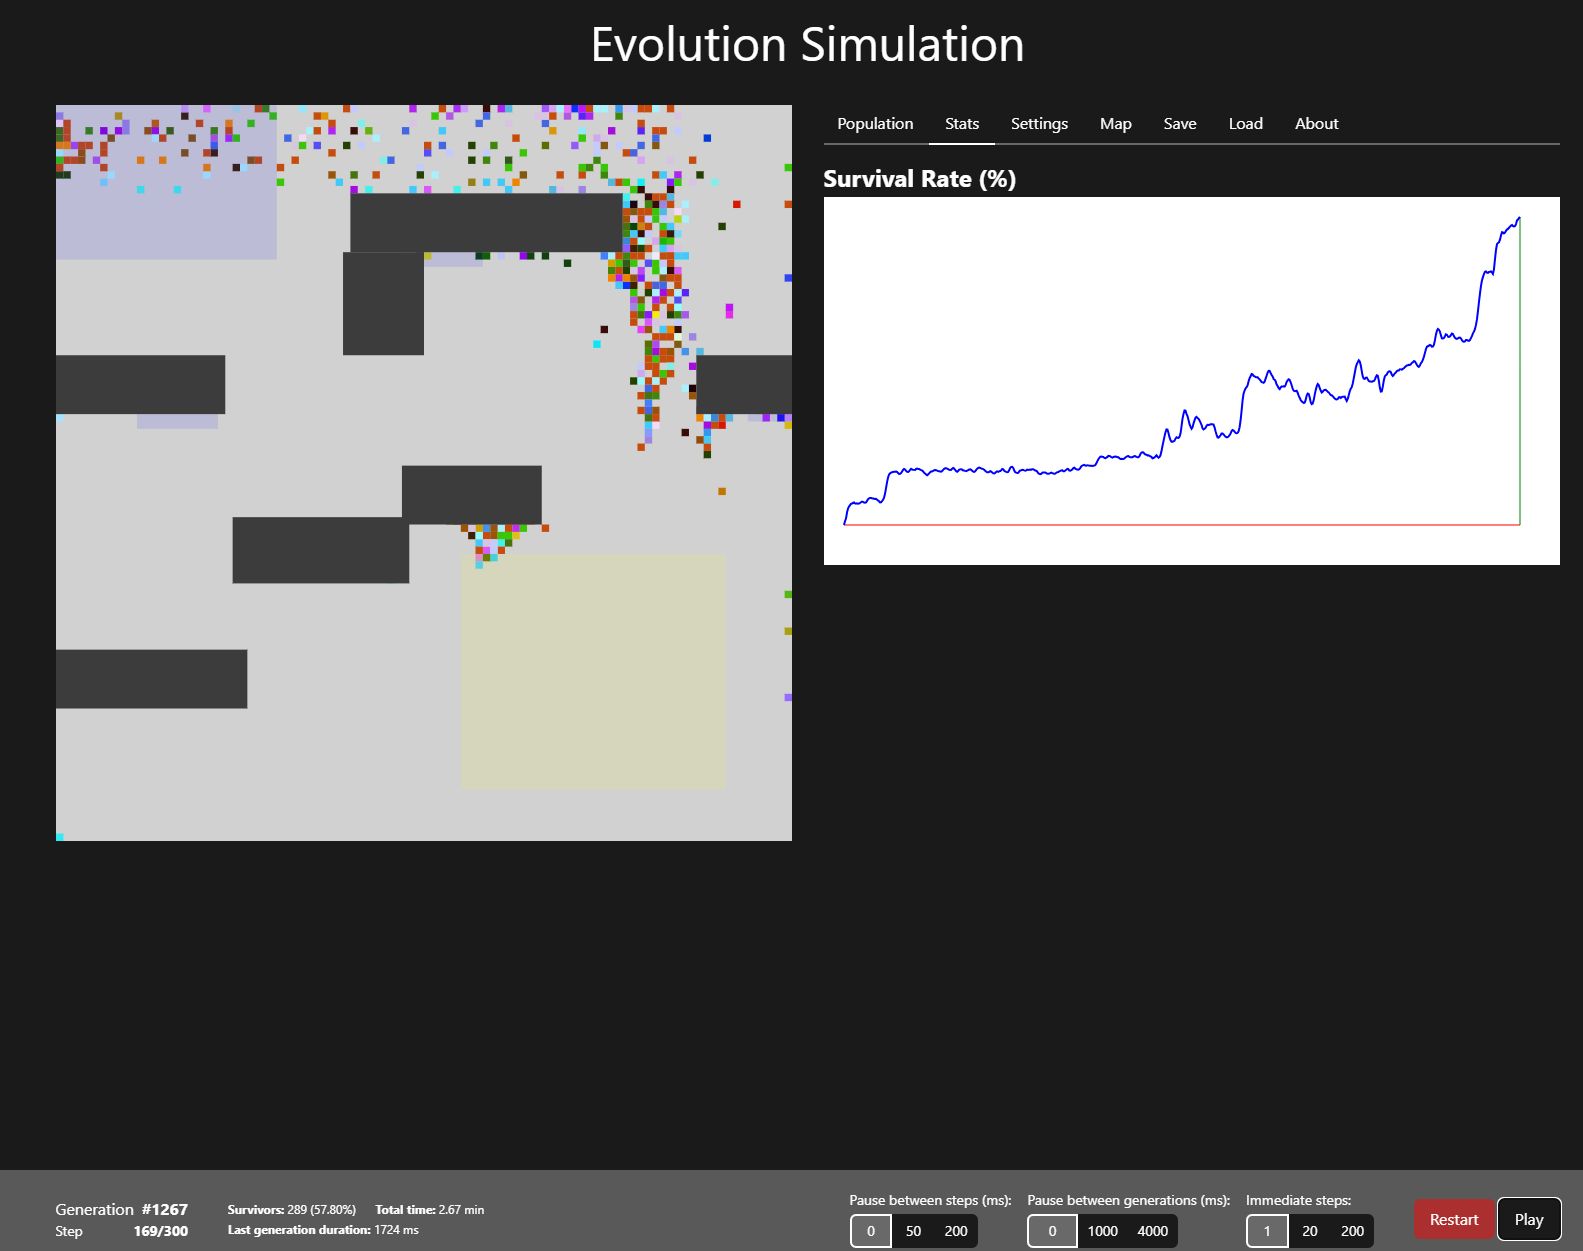 Evolution Simulation
Population Stats Settings Map Save Load About
Survival Rate (%)
Generation #1267
Step 169/300
Survivors: 289 (57.80%) Total time: 2.67 min
Last generation duration: 1724 ms
Pause between steps (ms):
0 50 200
Pause between generations (ms):
0 1000 4000
Immediate steps:
1 20 200
Restart Play